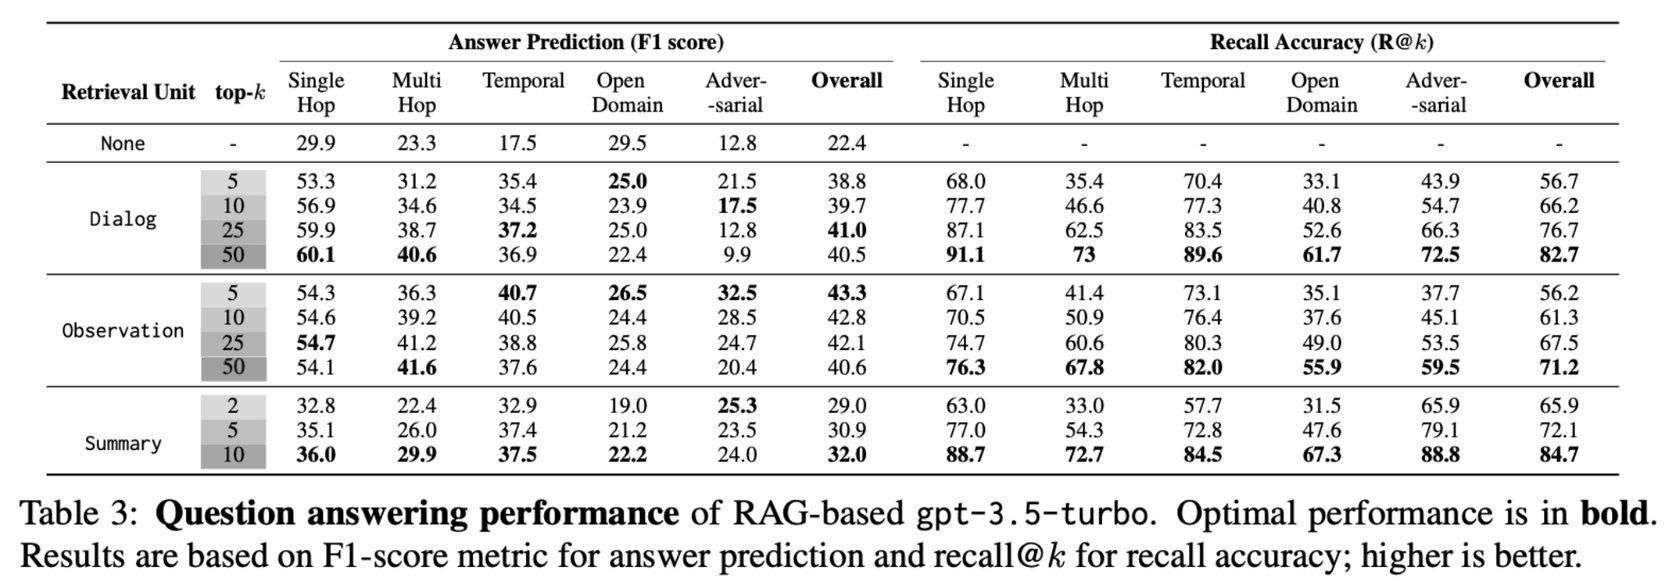 Answer Prediction (F1 score) Recall Accuracy (R@k)
Retrieval Unit top-k Single Hop Multi Hop Temporal Open Domain Adver- -sarial Overall Single Hop Multi Hop Temporal Open Domain Adver- -sarial Overall
None - 29.9 23.3 17.5 29.5 12.8 22.4 - - - - - -
Dialog
5 53.3 31.2 35.4 25.0 21.5 38.8 68.0 35.4 70.4 33.1 43.9 56.7
10 56.9 34.6 34.5 23.9 17.5 39.7 77.7 46.6 77.3 40.8 54.7 66.2
25 59.9 38.7 37.2 25.0 12.8 41.0 87.1 62.5 83.5 52.6 66.3 76.7
50 60.1 40.6 36.9 22.4 9.9 40.5 91.1 73 89.6 61.7 72.5 82.7
Observation
5 54.3 36.3 40.7 26.5 32.5 43.3 67.1 41.4 73.1 35.1 37.7 56.2
10 54.6 39.2 40.5 24.4 28.5 42.8 70.5 50.9 76.4 37.6 45.1 61.3
25 54.7 41.2 38.8 25.8 24.7 42.1 74.7 60.6 80.3 49.0 53.5 67.5
50 54.1 41.6 37.6 24.4 20.4 40.6 76.3 67.8 82.0 55.9 59.5 71.2
Summary
2 32.8 22.4 32.9 19.0 25.3 29.0 63.0 33.0 57.7 31.5 65.9 65.9
5 35.1 26.0 37.4 21.2 23.5 30.9 77.0 54.3 72.8 47.6 79.1 72.1
10 36.0 29.9 37.5 22.2 24.0 32.0 88.7 72.7 84.5 67.3 88.8 84.7
Table 3: Question answering performance of RAG-based gpt-3.5-turbo. Optimal performance is in bold.
Results are based on F1-score metric for answer prediction and recall@k for recall accuracy; higher is better.